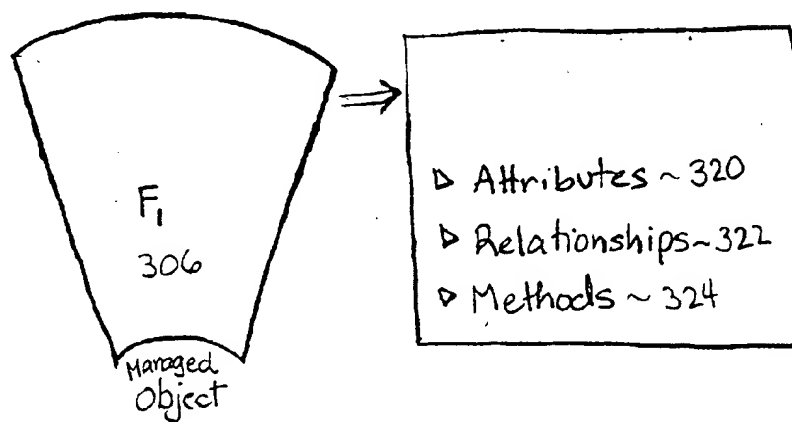 F1
306
Managed
Object
▷ Attributes ~ 320
▷ Relationships ~ 322
▷ Methods ~ 324